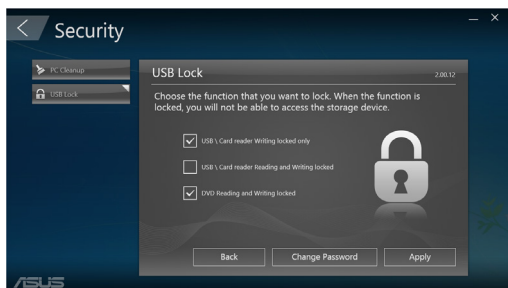 Security
PC Cleanup
USB Lock
USB Lock
2.00.12
Choose the function that you want to lock. When the function is
locked, you will not be able to access the storage device.
USB \ Card reader Writing locked only
USB \ Card reader Reading and Writing locked
DVD Reading and Writing locked
Back
Change Password
Apply
ASUS